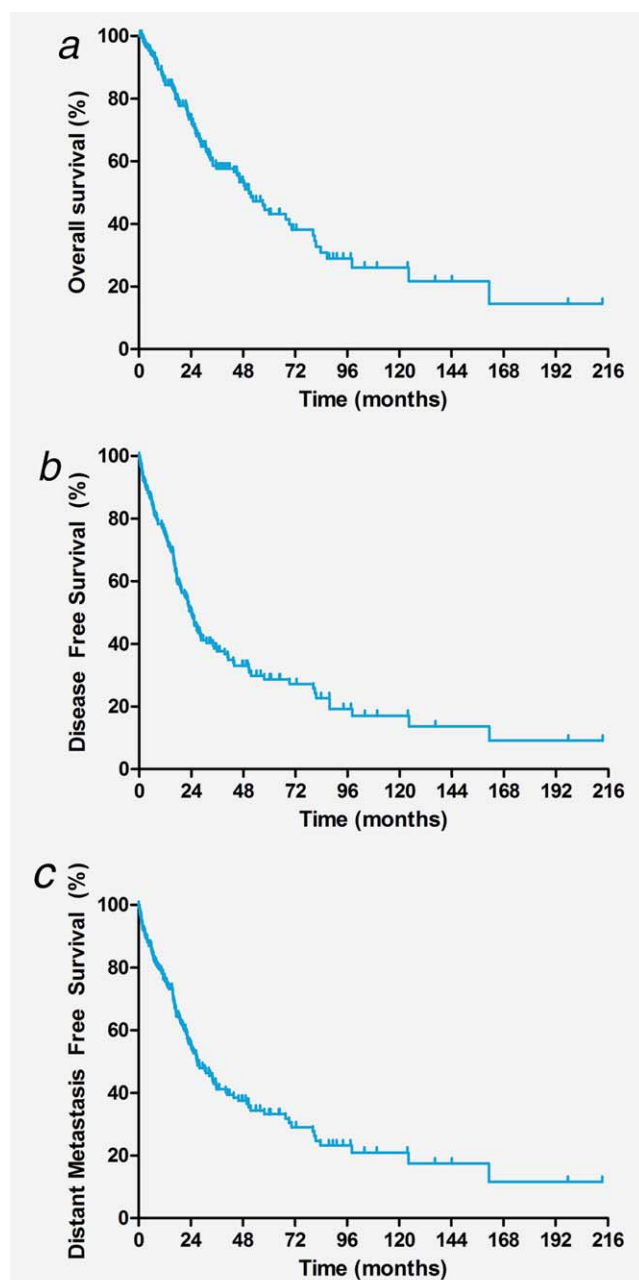 a
Overall survival (%)
100
80
60
40
20
0
0 24 48 72 96 120 144 168 192 216
Time (months)
b
Disease Free Survival (%)
100
80
60
40
20
0
0 24 48 72 96 120 144 168 192 216
Time (months)
c
Distant Metastasis Free Survival (%)
100
80
60
40
20
0
0 24 48 72 96 120 144 168 192 216
Time (months)